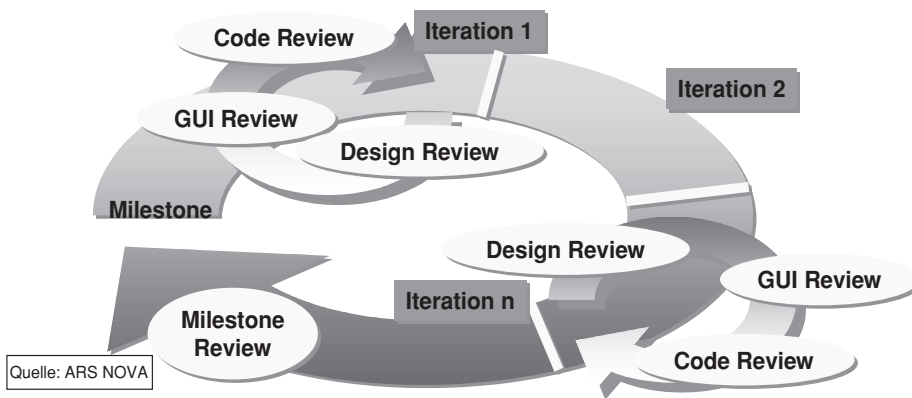 Code Review
Iteration 1
Iteration 2
GUI Review
Design Review
Milestone
Design Review
GUI Review
Iteration n
Milestone
Review
Code Review
Quelle: ARS NOVA